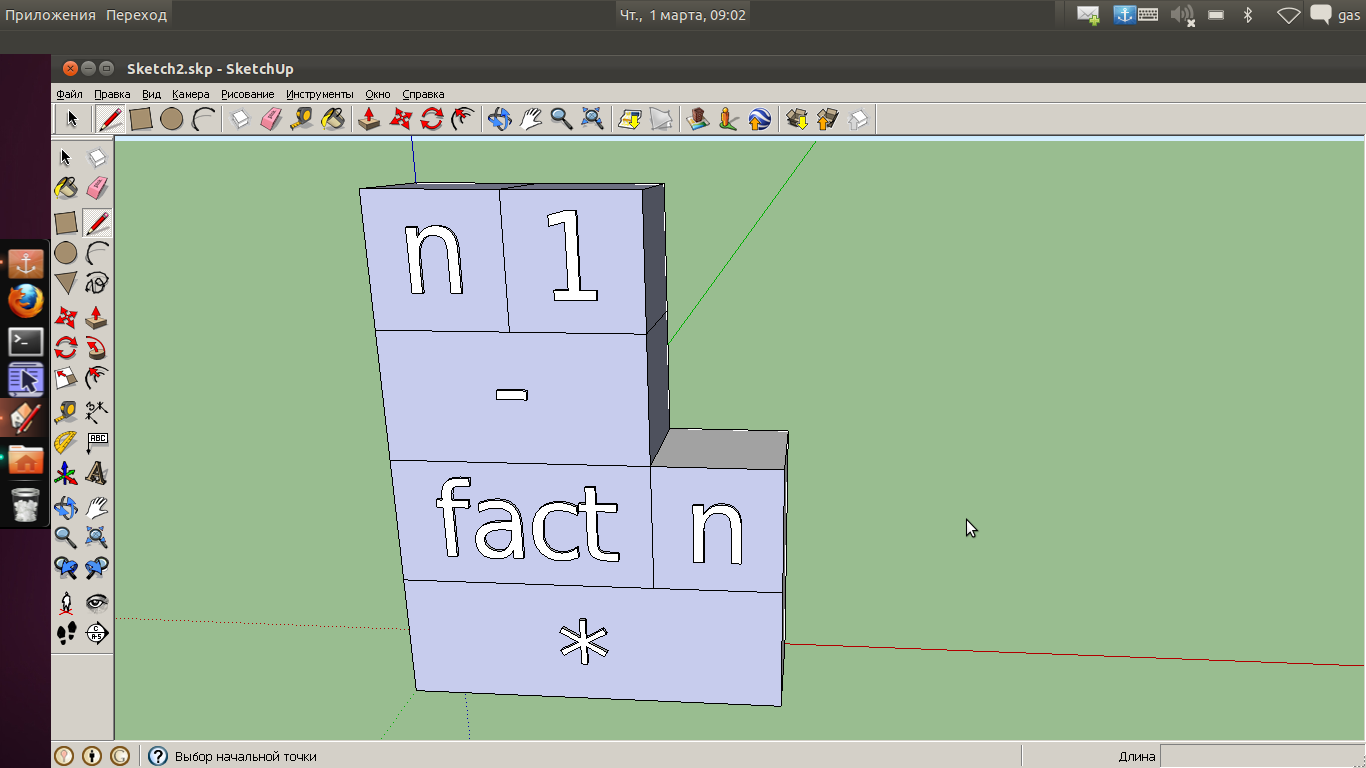 Приложения Переход Чт., 1 марта, 09:02 gas
Sketch2.skp - SketchUp
Файл Правка Вид Камера Рисование Инструменты Окно Справка
n 1
-
fact n
*
ABC
A
Выбор начальной точки Длина